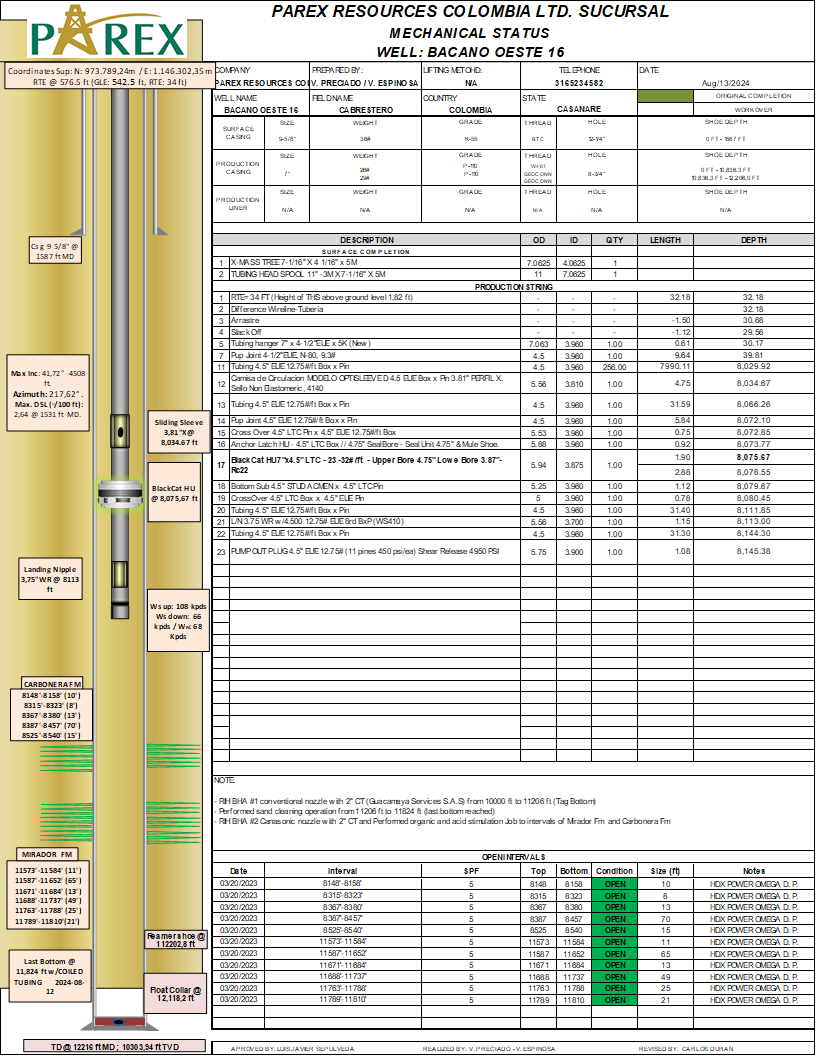 PAREX
PAREX RESOURCES COLOMBIA LTD. SUCURSAL
MECHANICAL STATUS
WELL: BACANO OESTE 16
Coordinates Sup: N: 973.789,24m / E: 1.146.302,35 m
RTE @ 576.5 ft (GLE: 542.5 ft, RTE: 34 ft)
COMPANY PREPARED BY: LIFTING METOHD: TELEPHONE DATE
PAREX RESOURCES COL V. PRECIADO / V. ESPINOSA N/A 3165234582 Aug/13/2024
WELL NAME FIELD NAME COUNTRY STATE ORIGINAL COMPLETION
BACANO OESTE 16 CABRESTERO COLOMBIA CASANARE WORKOVER
SURFACE CASING SIZE WEIGHT GRADE THREAD HOLE SHOE DEPTH
9-5/8" 36# K-55 BTC 12-1/4" 0 FT - 1587 FT
PRODUCTION CASING SIZE WEIGHT GRADE THREAD HOLE SHOE DEPTH
7" 26# P-110 8-3/4" 0 FT - 10,836.3 FT
29# P-110 GEOCONN 10,836.3 FT - 12,206.0 FT
GEOCONN
PRODUCTION LINER SIZE WEIGHT GRADE THREAD HOLE SHOE DEPTH
N/A N/A N/A N/A N/A N/A
DESCRIPTION OD ID QTY LENGTH DEPTH
SURFACE COMPLETION
1 X-MASS TREE 7-1/16" X 4 1/16" x 5M 7.0625 4.0625 1
2 TUBING HEAD SPOOL 11" -3M X 7-1/16" X 5M 11 7.0625 1
PRODUCTION STRING
1 RTE= 34 FT (Height of THS above ground level 1,82 ft) - - - 32.18 32.18
2 Difference Wireline-Tubería - - - 32.18
3 Arrastre - - - -1.50 30.68
4 Slack Off - - - -1.12 29.56
5 Tubing hanger 7" x 4-1/2"EUE x 5K (New) 7.063 3.960 1.00 0.61 30.17
7 Pup Joint 4-1/2"EUE, N-80, 9.3# 4.5 3.960 1.00 9.64 39.81
11 Tubing 4.5" EUE 12.75#/ft Box x Pin 4.5 3.960 256.00 7990.11 8,029.92
12 Camisa de Circulacion MODELO OPTISLEEVE D 4.5 EUE Box x Pin 3.81" PERFIL X. Sello Non Elastomeric, 4140 5.56 3.810 1.00 4.75 8,034.67
13 Tubing 4.5" EUE 12.75#/ft Box x Pin 4.5 3.960 1.00 31.59 8,066.26
14 Pup Joint 4.5" EUE 12.75#/ft Box x Pin 4.5 3.960 1.00 5.84 8,072.10
15 Cross Over 4.5" LTC Pin x 4.5" EUE 12.75#/ft Box 5.53 3.960 1.00 0.75 8,072.85
16 Anchor Latch HU - 4.5" LTC Box // 4.75" SealBore - Seal Unit 4.75" & Mule Shoe. 5.88 3.960 1.00 0.92 8,073.77
17 BlackCat HU 7"x4.5" LTC - 23 -32# /ft - Upper Bore 4.75" Lowe Bore 3.87"- Rc22 5.94 3.875 1.00 1.90 8,075.67
2.88 8,078.55
18 Bottom Sub 4.5" STUD ACMEN x 4.5" LTC Pin 5.25 3.960 1.00 1.12 8,079.67
19 CrossOver 4.5" LTC Box x 4.5" EUE Pin 5 3.960 1.00 0.78 8,080.45
20 Tubing 4.5" EUE 12.75#/ft Box x Pin 4.5 3.960 1.00 31.40 8,111.85
21 L/N 3.75 WR w/4.500 12.75# EUE 8rd BxP (WS410) 5.56 3.700 1.00 1.15 8,113.00
22 Tubing 4.5" EUE 12.75#/ft Box x Pin 4.5 3.960 1.00 31.30 8,144.30
23 PUMP OUT PLUG 4.5" EUE 12.75# (11 pines 450 psi/ea) Shear Release 4950 PSI 5.75 3.900 1.00 1.08 8,145.38
Csg 9-5/8" @
1587 ft MD
Max inc: 41,72° -4508
ft.
Azimuth: 217,62° .
Max. DSL (°/100 ft):
2,64 @ 1531 ft -MD.
Sliding Sleeve
3,81"X @
8,034.67 ft
BlackCat HU
@ 8,075,67 ft
Landing Nipple
3,75" WR @ 8113
ft
Ws up: 108 kpds
Ws down: 66
kpds / Wrc 68
Kpds
CARBONERA FM
8148'-8158' (10')
8315'-8323' (8')
8367'-8380' (13')
8387'-8457' (70')
8525'-8540' (15')
MIRADOR FM
11573'-11584' (11')
11587'-11652' (65')
11671'-11684' (13')
11688'-11737' (49')
11763'-11788' (25')
11789'-11810'(21')
Reamer shoe @
112202,8 ft
Last Bottom @
11,824 ft w/COILED
TUBING 2024-08-
12
Float Collar @
12,118,2 ft
TD @ 12216 ft MD ; 10303,94 ft TVD
NOTE:
- RIH BHA #1 conventional nozzle with 2" CT (Guacamaya Services S.A.S) from 10000 ft to 11206 ft (Tag Bottom)
- Performed sand cleaning operation from 11206 ft to 11824 ft (last bottom reached)
- RIH BHA #2 Canasonic nozzle with 2" CT and Performed organic and acid stimulation Job to intervals of Mirador Fm and Carbonera Fm
OPEN INTERVALS
Date Interval SPF Top Bottom Condition Size (ft) Notes
03/20/2023 8148'-8158' 5 8148 8158 OPEN 10 HDX POWER OMEGA D. P.
03/20/2023 8315'-8323' 5 8315 8323 OPEN 8 HDX POWER OMEGA D. P.
03/20/2023 8367'-8380' 5 8367 8380 OPEN 13 HDX POWER OMEGA D. P.
03/20/2023 8387'-8457' 5 8387 8457 OPEN 70 HDX POWER OMEGA D. P.
03/20/2023 8525'-8540' 5 8525 8540 OPEN 15 HDX POWER OMEGA D. P.
03/20/2023 11573'-11584' 5 11573 11584 OPEN 11 HDX POWER OMEGA D. P.
03/20/2023 11587'-11652' 5 11587 11652 OPEN 65 HDX POWER OMEGA D. P.
03/20/2023 11671'-11684' 5 11671 11684 OPEN 13 HDX POWER OMEGA D. P.
03/20/2023 11688'-11737' 5 11688 11737 OPEN 49 HDX POWER OMEGA D. P.
03/20/2023 11763'-11788' 5 11763 11788 OPEN 25 HDX POWER OMEGA D. P.
03/20/2023 11789'-11810' 5 11789 11810 OPEN 21 HDX POWER OMEGA D. P.
APROVED BY: LUIS JAVIER SEPULVEDA REALIZED BY: V.PRECIADO -V. ESPINOSA REVISED BY: CARLOS DURAN